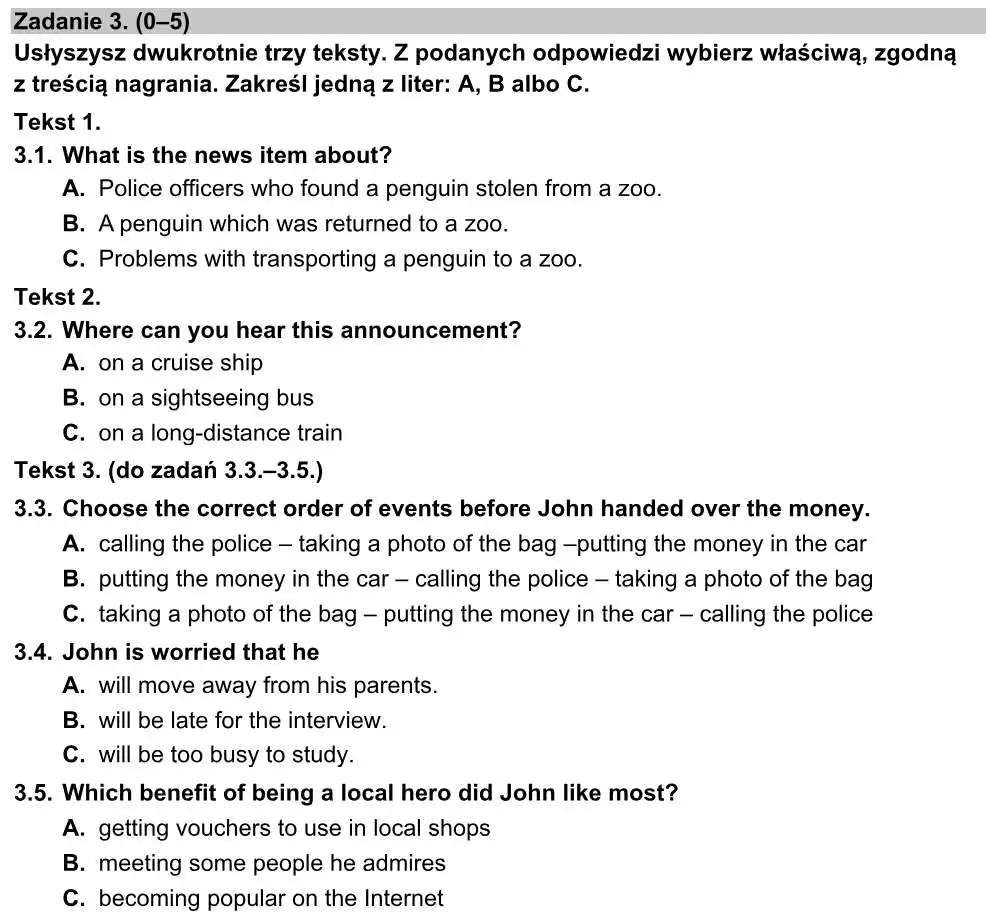 Zadanie 3. (0–5)
Usłyszysz dwukrotnie trzy teksty. Z podanych odpowiedzi wybierz właściwą, zgodną
z treścią nagrania. Zakreśl jedną z liter: A, B albo C.
Tekst 1.
3.1. What is the news item about?
A. Police officers who found a penguin stolen from a zoo.
B. A penguin which was returned to a zoo.
C. Problems with transporting a penguin to a zoo.
Tekst 2.
3.2. Where can you hear this announcement?
A. on a cruise ship
B. on a sightseeing bus
C. on a long-distance train
Tekst 3. (do zadań 3.3.–3.5.)
3.3. Choose the correct order of events before John handed over the money.
A. calling the police – taking a photo of the bag –putting the money in the car
B. putting the money in the car – calling the police – taking a photo of the bag
C. taking a photo of the bag – putting the money in the car – calling the police
3.4. John is worried that he
A. will move away from his parents.
B. will be late for the interview.
C. will be too busy to study.
3.5. Which benefit of being a local hero did John like most?
A. getting vouchers to use in local shops
B. meeting some people he admires
C. becoming popular on the Internet